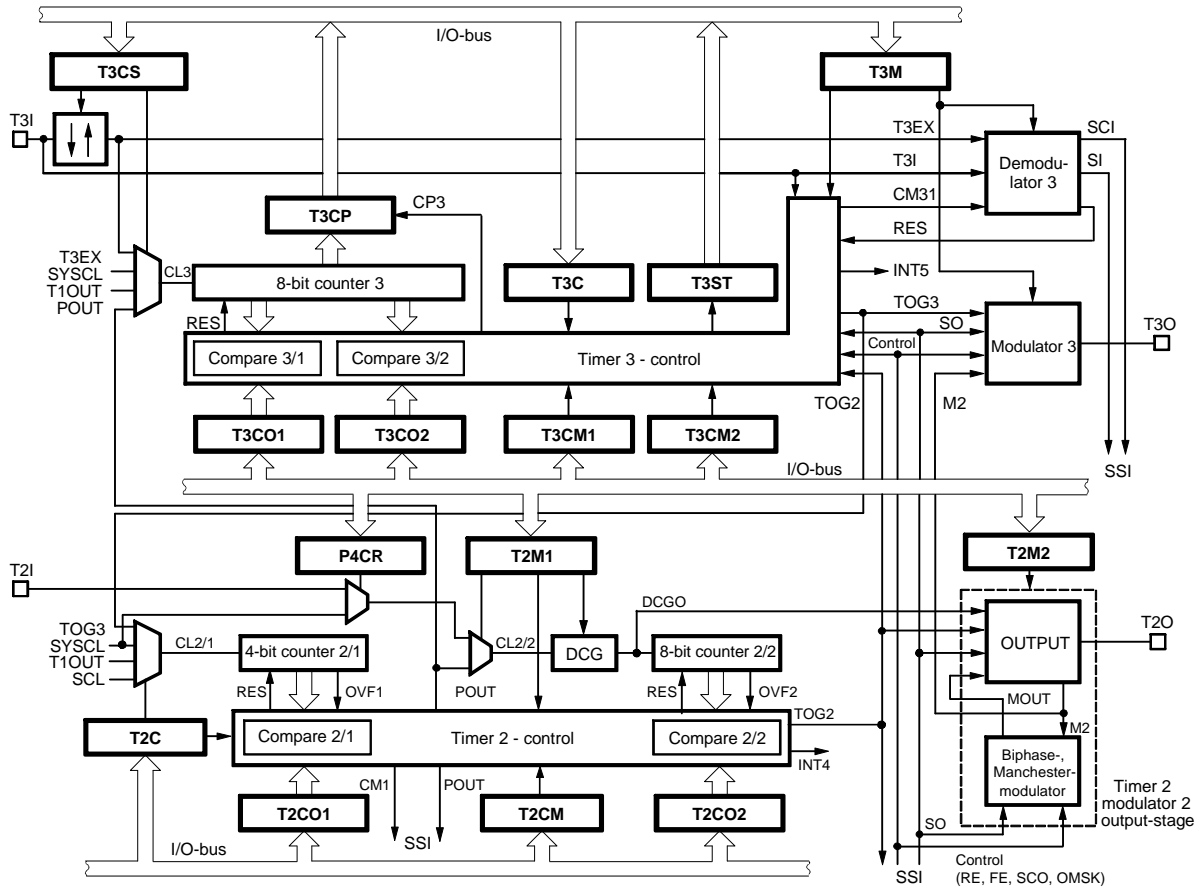 I/O-bus
T3CS
T3M
T3I
T3EX
SCI
T3I
SI
Demodu-
lator 3
CM31
T3CP
CP3
RES
T3EX
SYSCL
T1OUT
POUT
CL3
8-bit counter 3
T3C
T3ST
INT5
RES
TOG3
SO
Compare 3/1
Compare 3/2
Timer 3 - control
Control
Modulator 3
T3O
TOG2
M2
T3CO1
T3CO2
T3CM1
T3CM2
I/O-bus
SSI
P4CR
T2M1
T2M2
T2I
DCGO
TOG3
SYSCL
T1OUT
SCL
CL2/1
4-bit counter 2/1
CL2/2
DCG
8-bit counter 2/2
OUTPUT
T2O
RES
OVF1
POUT
RES
OVF2
MOUT
TOG2
M2
T2C
Compare 2/1
Timer 2 - control
Compare 2/2
INT4
Biphase-,
Manchester-
modulator
CM1
POUT
Timer 2
modulator 2
output-stage
T2CO1
T2CM
T2CO2
SSI
SO
I/O-bus
SSI
Control
(RE, FE, SCO, OMSK)